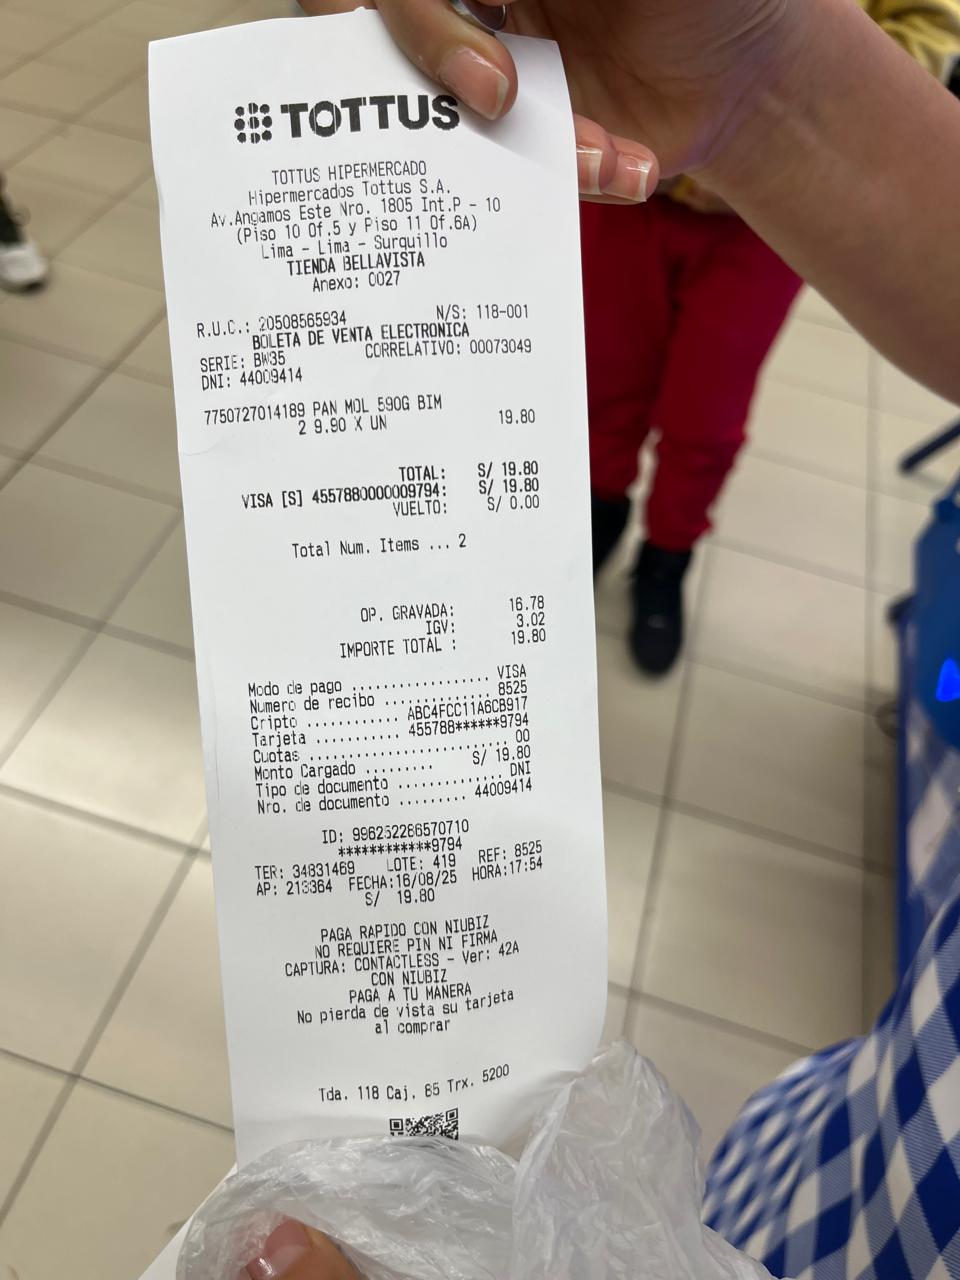 TOTTUS
TOTTUS HIPERMERCADO
Hipermercados Tottus S.A.
Av.Angamos Este Nro. 1805 Int.P - 10
(Piso 10 Of.5 y Piso 11 Of.6A)
Lima - Lima - Surquillo
TIENDA BELLAVISTA
Anexo: 0027
R.U.C.: 20508565934 N/S: 118-001
BOLETA DE VENTA ELECTRONICA
SERIE: BW35 CORRELATIVO: 00073049
DNI: 44009414
7750727014189 PAN MOL 590G BIM
2 9.90 X UN 19.80
TOTAL: S/ 19.80
VISA [S] 4557880000009794: S/ 19.80
VUELTO: S/ 0.00
Total Num. Items ... 2
OP. GRAVADA: 16.78
IGV: 3.02
IMPORTE TOTAL : 19.80
Modo de pago .................. VISA
Numero de recibo ............ 8525
Cripto ............ ABC4FCC11A6CB917
Tarjeta .......... 455788******9794
Cuotas ......................... 00
Monto Cargado ......... S/ 19.80
Tipo de documento ............. DNI
Nro. de documento ......... 44009414
ID: 996252286570710
************9794
TER: 34831469 LOTE: 419 REF: 8525
AP: 213364 FECHA:16/08/25 HORA:17:54
S/ 19.80
PAGA RAPIDO CON NIUBIZ
NO REQUIERE PIN NI FIRMA
CAPTURA: CONTACTLESS - Ver: 42A
CON NIUBIZ
PAGA A TU MANERA
No pierda de vista su tarjeta
al comprar
Tda. 118 Caj. 85 Trx. 5200